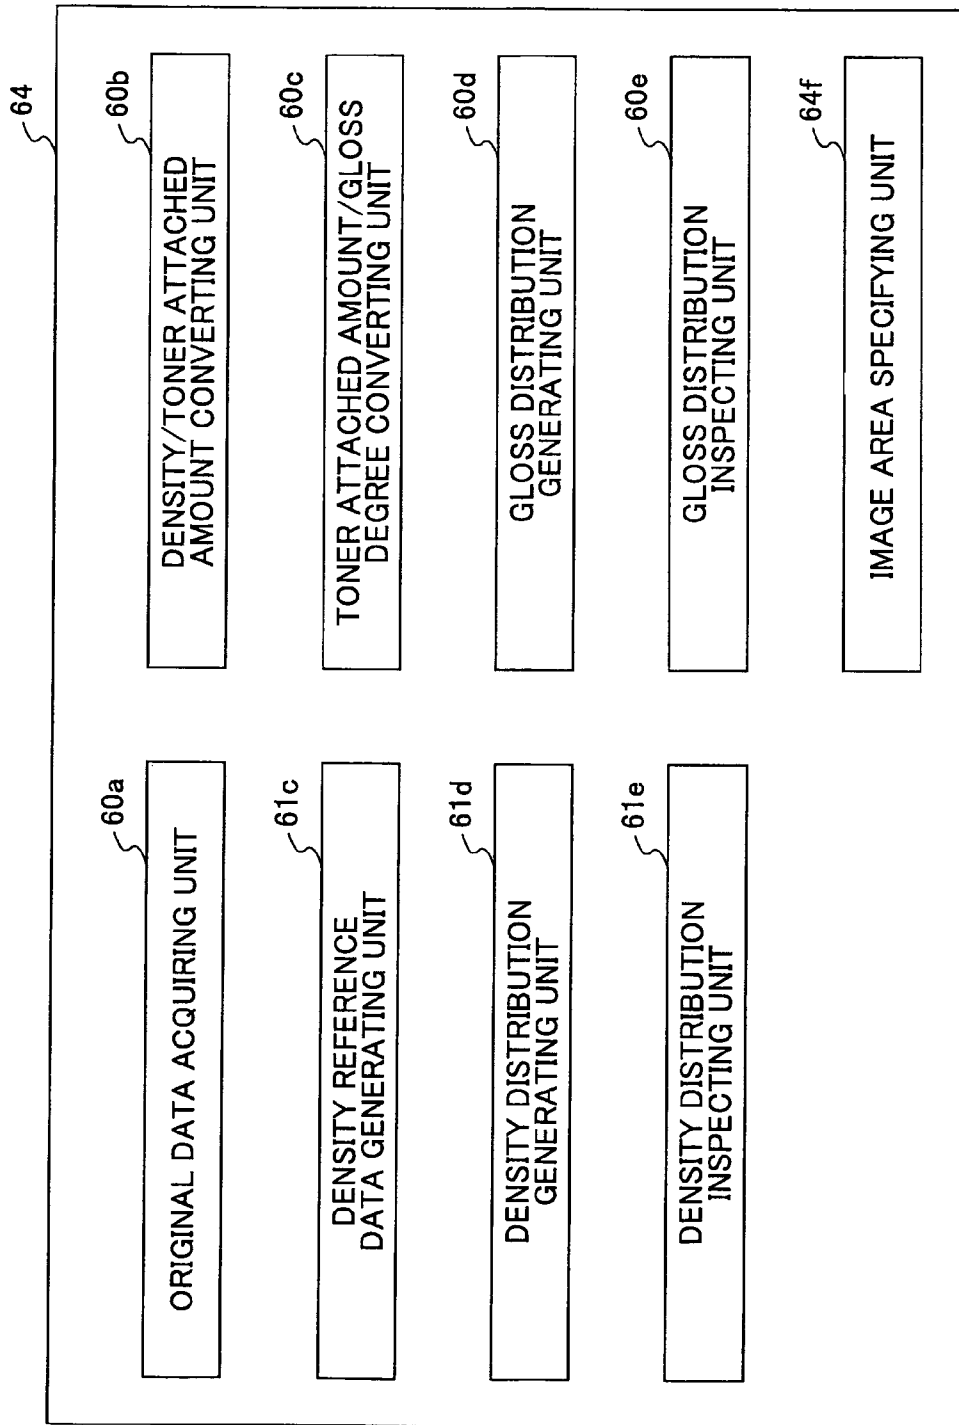 64
60a
ORIGINAL DATA ACQUIRING UNIT
61c
DENSITY REFERENCE
DATA GENERATING UNIT
61d
DENSITY DISTRIBUTION
GENERATING UNIT
61e
DENSITY DISTRIBUTION
INSPECTING UNIT
60b
DENSITY/TONER ATTACHED
AMOUNT CONVERTING UNIT
60c
TONER ATTACHED AMOUNT/GLOSS
DEGREE CONVERTING UNIT
60d
GLOSS DISTRIBUTION
GENERATING UNIT
60e
GLOSS DISTRIBUTION
INSPECTING UNIT
64f
IMAGE AREA SPECIFYING UNIT